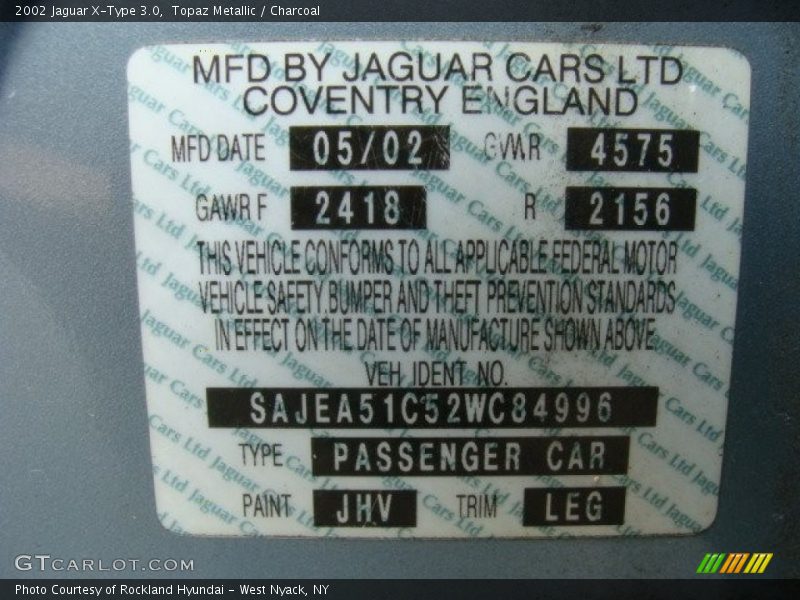 2002 Jaguar X-Type 3.0, Topaz Metallic / Charcoal
MFD BY JAGUAR CARS LTD
COVENTRY ENGLAND
MFD DATE 05/02 GVWR 4575
GAWR F 2418 R 2156
THIS VEHICLE CONFORMS TO ALL APPLICABLE FEDERAL MOTOR
VEHICLE SAFETY, BUMPER AND THEFT PREVENTION STANDARDS
IN EFFECT ON THE DATE OF MANUFACTURE SHOWN ABOVE.
VEH. IDENT. NO.
SAJEA51C52WC84996
TYPE PASSENGER CAR
PAINT JHV TRIM LEG
GTCARLOT.COM
Photo Courtesy of Rockland Hyundai - West Nyack, NY